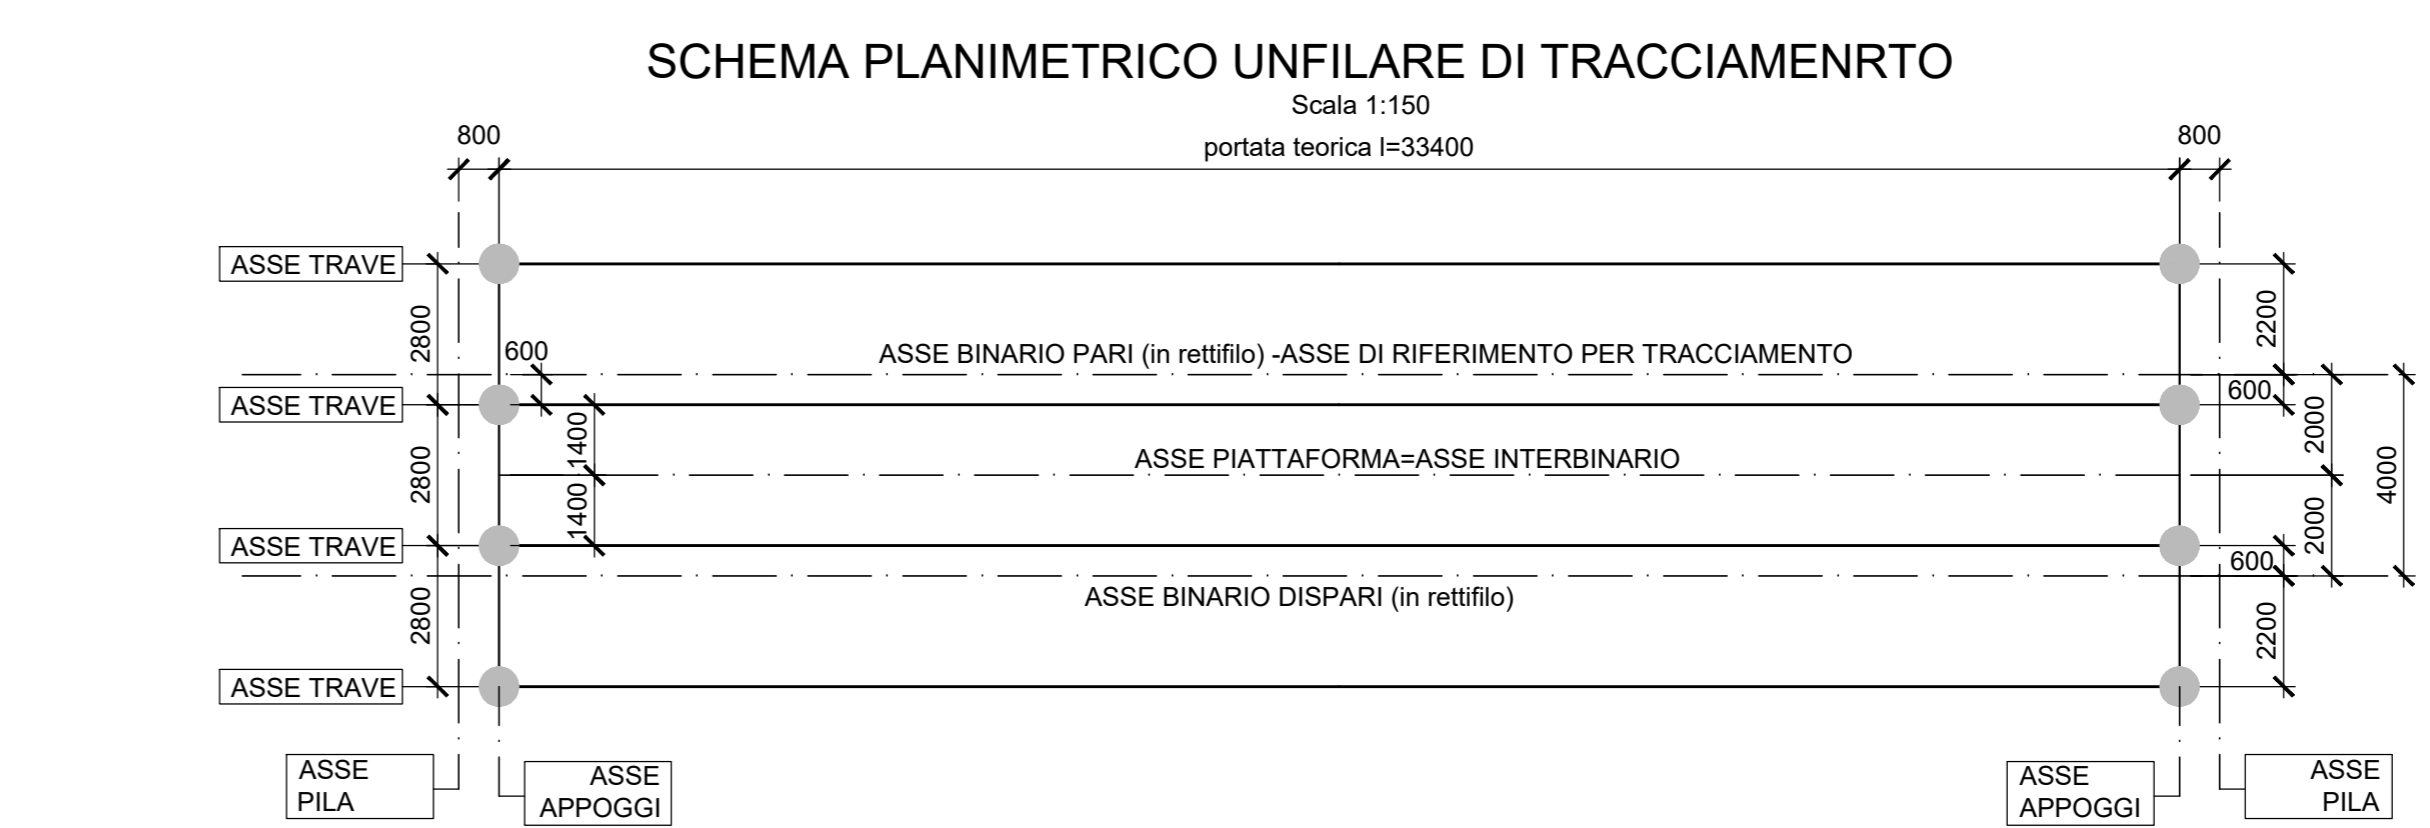 SCHEMA PLANIMETRICO UNFILARE DI TRACCIAMENRTO
Scala 1:150
800
portata teorica l=33400
800
ASSE TRAVE
2800
600
ASSE BINARIO PARI (in rettifilo) -ASSE DI RIFERIMENTO PER TRACCIAMENTO
2200
ASSE TRAVE
600
1400
2000
ASSE PIATTAFORMA=ASSE INTERBINARIO
2800
4000
1400
2000
ASSE TRAVE
600
ASSE BINARIO DISPARI (in rettifilo)
2800
2200
ASSE TRAVE
ASSE
PILA
ASSE
APPOGGI
ASSE
APPOGGI
ASSE
PILA